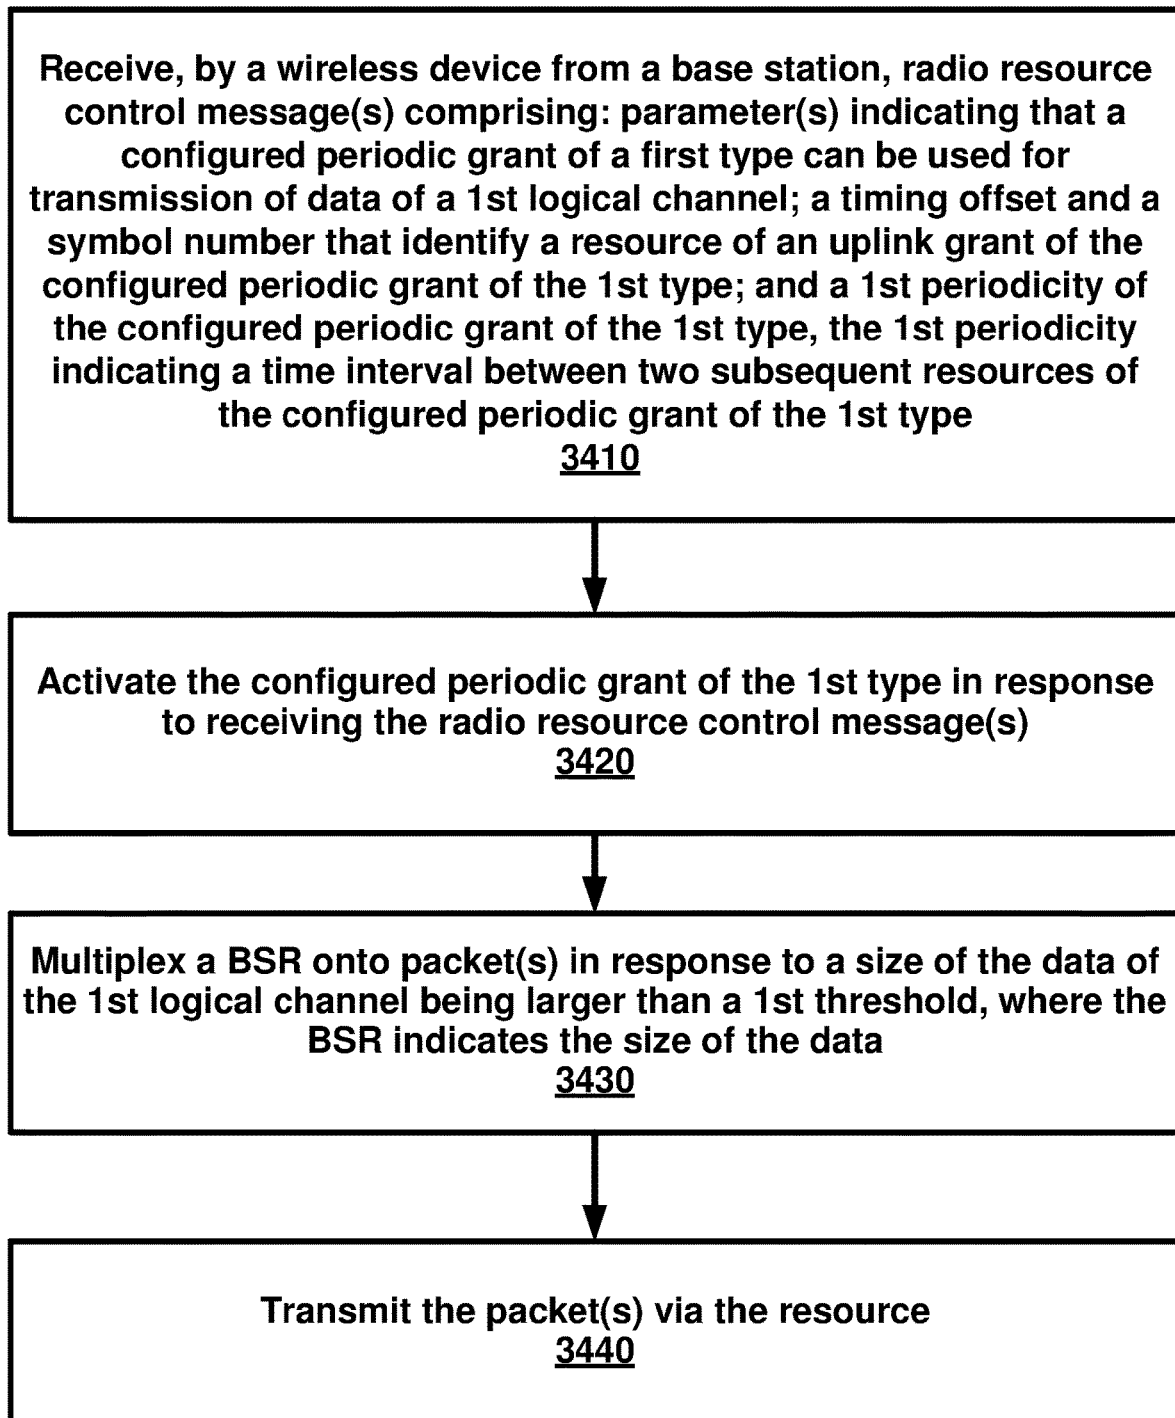 Receive, by a wireless device from a base station, radio resource
control message(s) comprising: parameter(s) indicating that a
configured periodic grant of a first type can be used for
transmission of data of a 1st logical channel; a timing offset and a
symbol number that identify a resource of an uplink grant of the
configured periodic grant of the 1st type; and a 1st periodicity of
the configured periodic grant of the 1st type, the 1st periodicity
indicating a time interval between two subsequent resources of
the configured periodic grant of the 1st type
3410
Activate the configured periodic grant of the 1st type in response
to receiving the radio resource control message(s)
3420
Multiplex a BSR onto packet(s) in response to a size of the data of
the 1st logical channel being larger than a 1st threshold, where the
BSR indicates the size of the data
3430
Transmit the packet(s) via the resource
3440